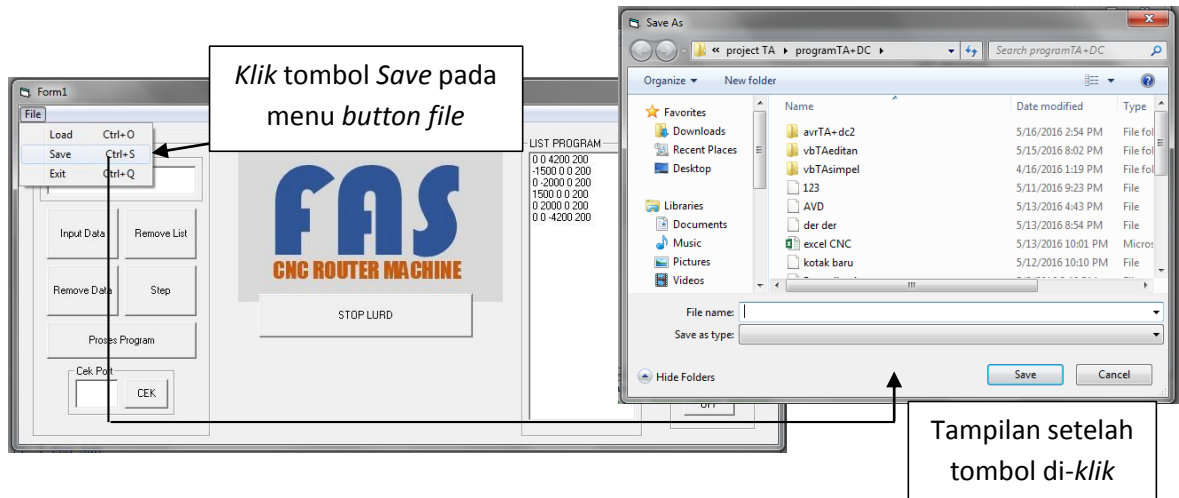 Klik tombol Save pada
menu button file
Form1
File
Load Ctrl+O
Save Ctrl+S
Exit Ctrl+Q
Input Data
Remove List
Remove Data
Step
Proses Program
Cek Port
CEK
FAS
CNC ROUTER MACHINE
STOP LURD
LIST PROGRAM
0 0 4200 200
-1500 0 0 200
0 -2000 0 200
1500 0 0 200
0 2000 0 200
0 0 -4200 200
Save As
« project TA programTA+DC
Search programTA+DC
Organize New folder
Name Date modified Type
Favorites
Downloads
Recent Places
Desktop
Libraries
Documents
Music
Pictures
Videos
avrTA+dc2 5/16/2016 2:54 PM File fol
vbTAeditan 5/15/2016 8:02 PM File fol
vbTAsimpel 4/16/2016 1:19 PM File fol
123 5/11/2016 9:23 PM File
AVD 5/13/2016 4:43 PM File
der der 5/13/2016 8:54 PM File
excel CNC 5/13/2016 10:01 PM Micros
kotak baru 5/12/2016 10:10 PM File
File name:
Save as type:
Hide Folders
Save
Cancel
Tampilan setelah
tombol di-klik